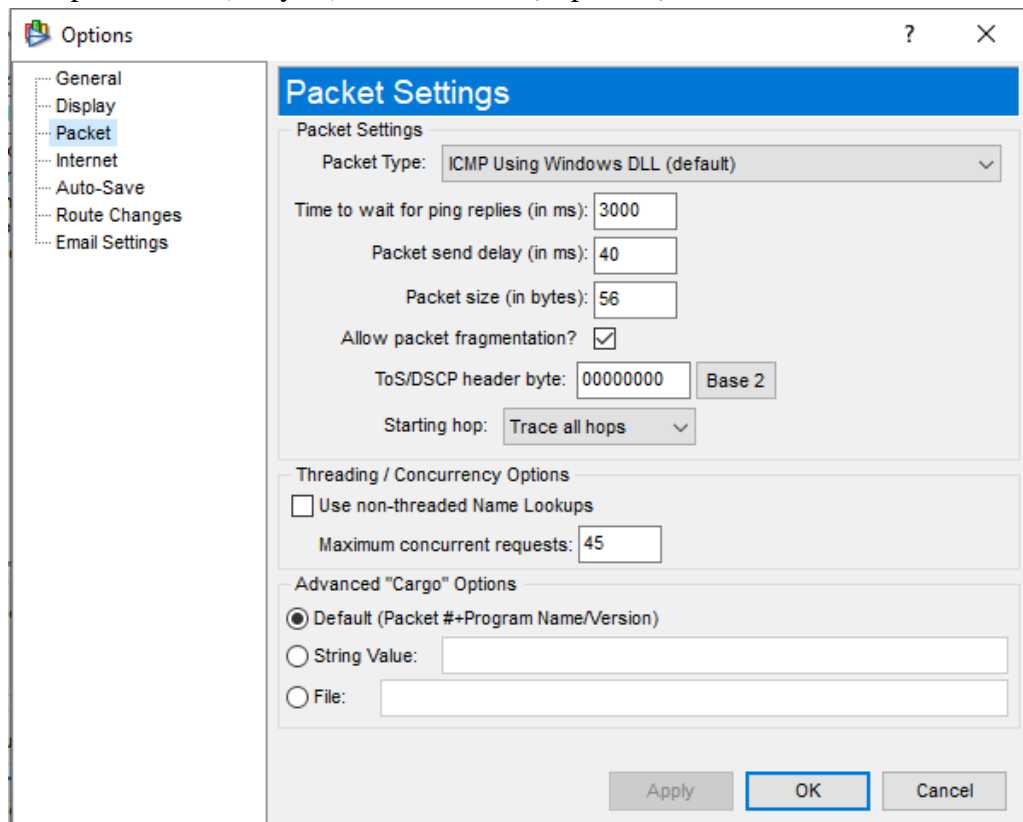 Options ?
General
Display
Packet
Internet
Auto-Save
Route Changes
Email Settings
Packet Settings
Packet Settings
Packet Type: ICMP Using Windows DLL (default)
Time to wait for ping replies (in ms): 3000
Packet send delay (in ms): 40
Packet size (in bytes): 56
Allow packet fragmentation?
ToS/DSCP header byte: 00000000 Base 2
Starting hop: Trace all hops
Threading / Concurrency Options
Use non-threaded Name Lookups
Maximum concurrent requests: 45
Advanced "Cargo" Options
Default (Packet #+Program Name/Version)
String Value:
File:
Apply OK Cancel